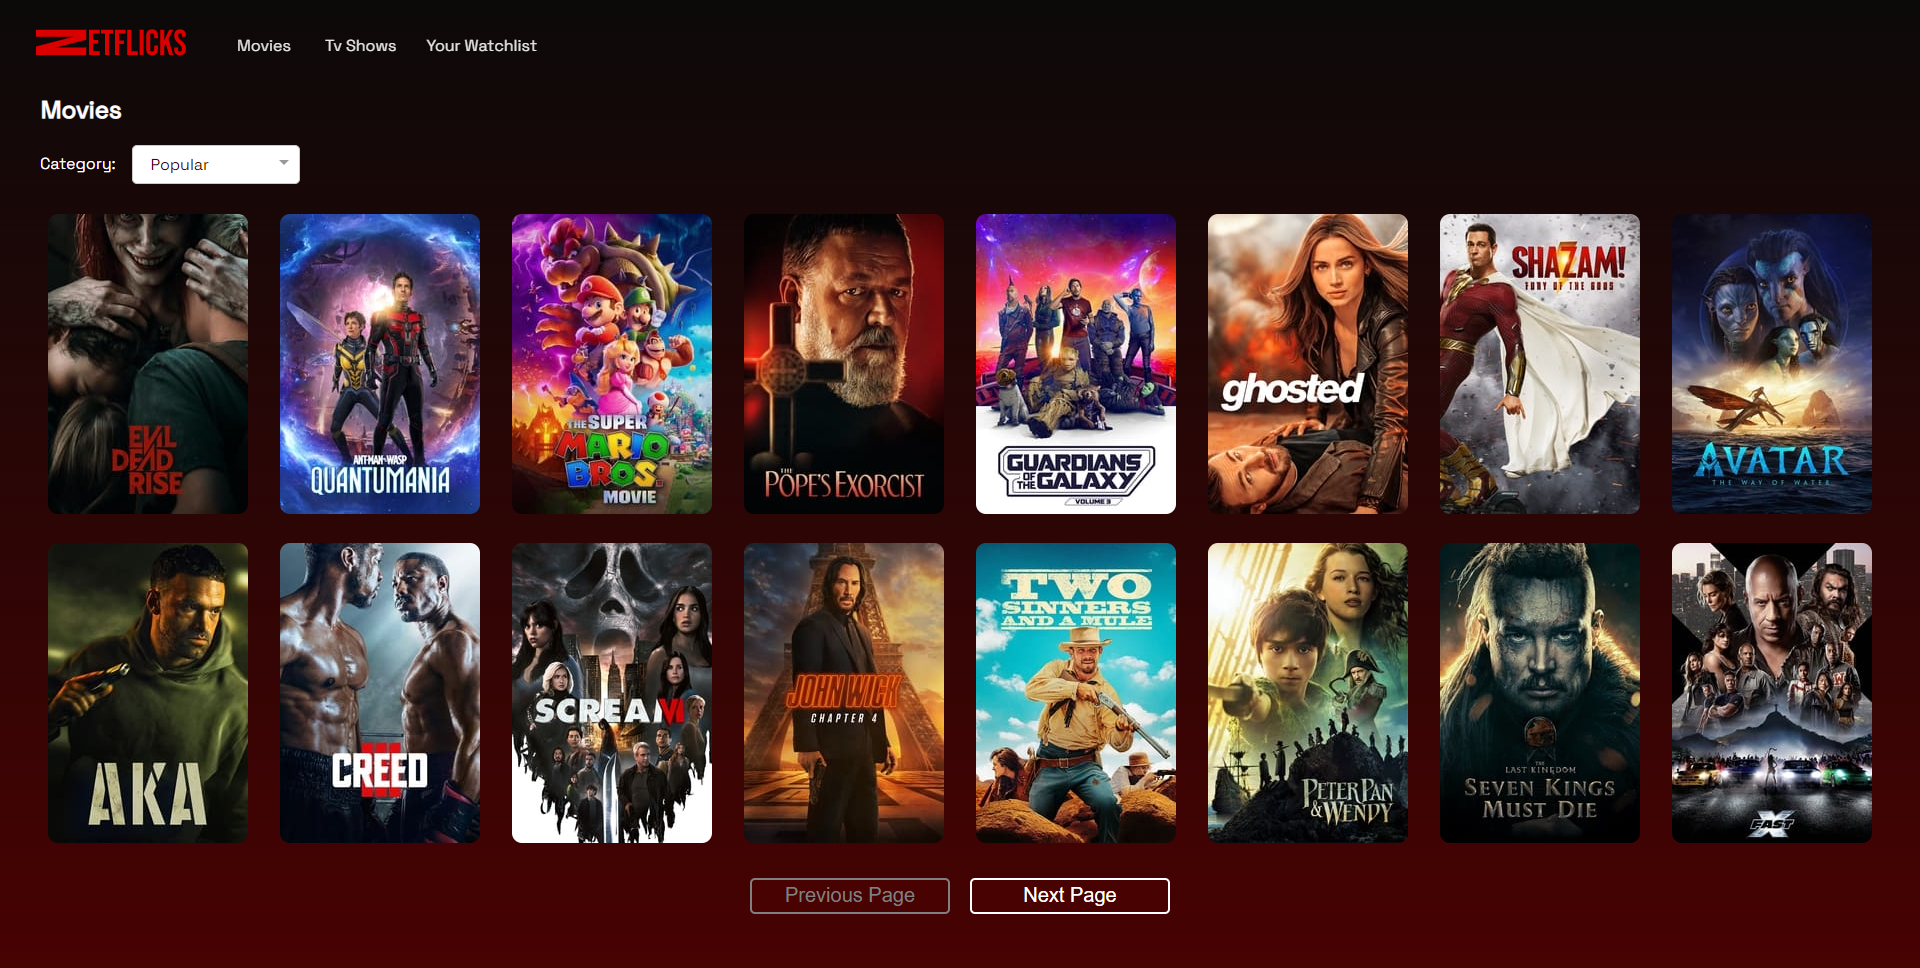 ZETFLICKS
Movies
Tv Shows
Your Watchlist
Movies
Category:
Popular
EVIL
DEAD
RISE
ANT-MAN AND THE WASP
QUANTUMANIA
THE SUPER
MARIO
BROS.
MOVIE
THE
POPE'S EXORCIST
GUARDIANS
OF THE GALAXY
VOLUME 3
ghosted
SHAZAM!
FURY OF THE GODS
AVATAR
THE WAY OF WATER
AKA
CREED
III
SCREAM VI
JOHN WICK
CHAPTER 4
TWO
SINNERS
AND A MULE
PETER PAN
& WENDY
THE
LAST KINGDOM
SEVEN KINGS
MUST DIE
FAST X
Previous Page
Next Page